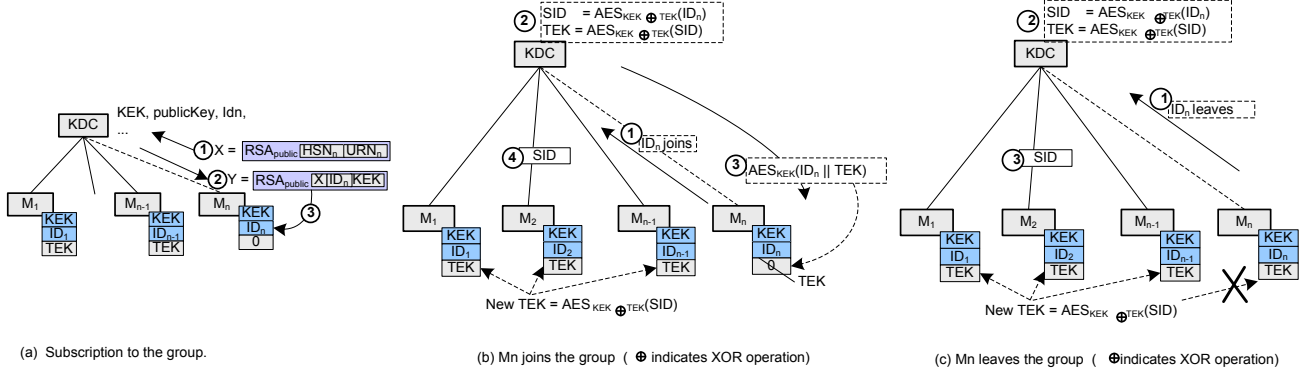 KEK, publicKey, Idn,
...
KDC
1 X = RSApublic HSNn |URNn
2 Y = RSApublic X|IDn|KEK
3
M1
KEK
ID1
TEK
Mn-1
KEK
IDn-1
TEK
Mn
KEK
IDn
0
(a) Subscription to the group.
2
SID = AESKEK ⊕ TEK(IDn)
TEK = AESKEK ⊕ TEK(SID)
KDC
1
IDn joins
4 SID
3
AESKEK(IDn || TEK)
M1
KEK
ID1
TEK
M2
KEK
ID2
TEK
Mn-1
KEK
IDn-1
TEK
Mn
KEK
IDn
0
TEK
New TEK = AES KEK ⊕ TEK(SID)
(b) Mn joins the group ( ⊕ indicates XOR operation)
2
SID = AESKEK ⊕ TEK(IDn)
TEK = AESKEK ⊕ TEK(SID)
KDC
1
IDn leaves
3 SID
M1
KEK
ID1
TEK
M2
KEK
ID2
TEK
Mn-1
KEK
IDn-1
TEK
Mn
KEK
IDn
TEK
New TEK = AESKEK ⊕ TEK(SID)
(c) Mn leaves the group ( ⊕indicates XOR operation)